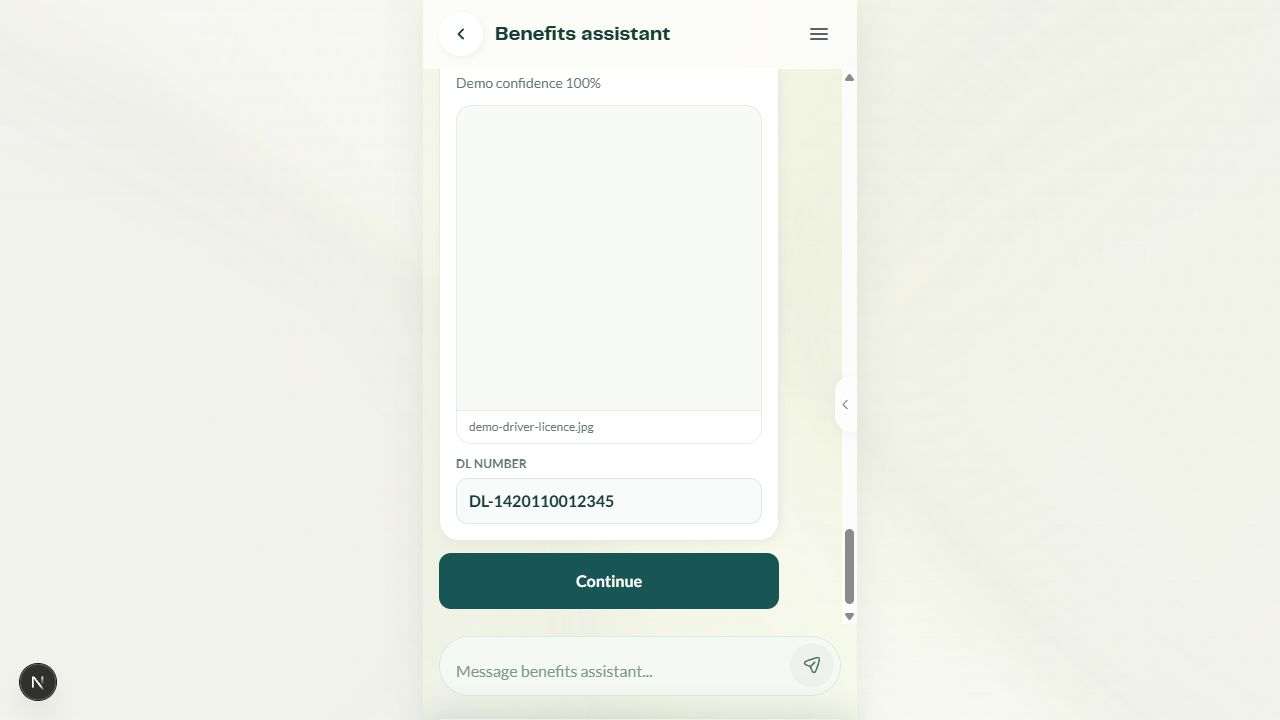 Benefits assistant
Demo confidence 100%
demo-driver-licence.jpg
DL NUMBER
DL-1420110012345
Continue
Message benefits assistant...
N